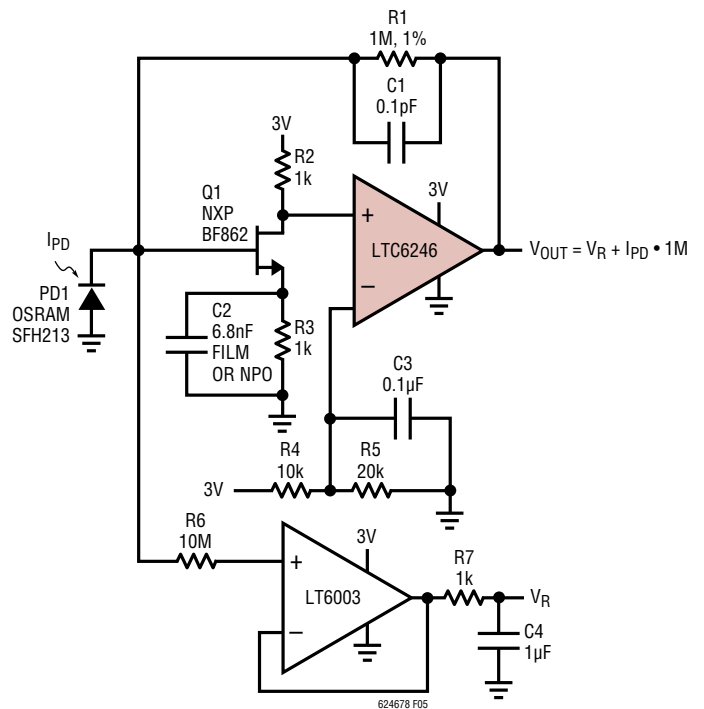 R1
1M, 1%
C1
0.1pF
3V
R2
1k
Q1
NXP
BF862
3V
+
LTC6246
–
VOUT = VR + IPD • 1M
IPD
PD1
OSRAM
SFH213
C2
6.8nF
FILM
OR NPO
R3
1k
C3
0.1µF
R4
10k
R5
20k
3V
R6
10M
3V
+
LT6003
–
R7
1k
VR
C4
1µF
624678 F05